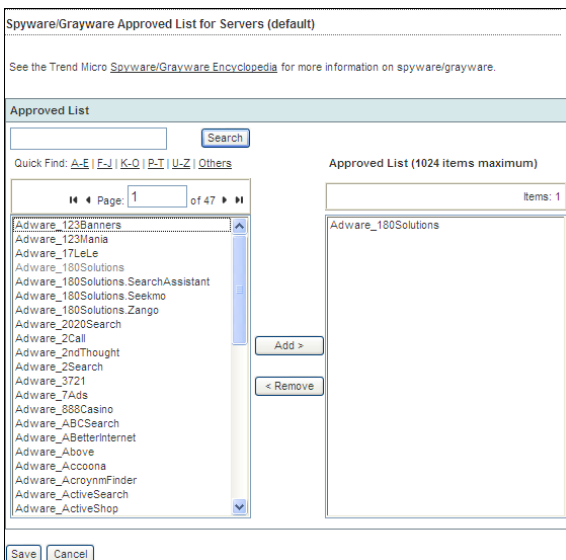 Spyware/Grayware Approved List for Servers (default)
See the Trend Micro Spyware/Grayware Encyclopedia for more information on spyware/grayware.
Approved List
Search
Quick Find: A-E | F-J | K-O | P-T | U-Z | Others
Approved List (1024 items maximum)
Page: 1 of 47
Items: 1
Adware_123Banners
Adware_123Mania
Adware_17LeLe
Adware_180Solutions
Adware_180Solutions.SearchAssistant
Adware_180Solutions.Seekmo
Adware_180Solutions.Zango
Adware_2020Search
Adware_2Call
Adware_2ndThought
Adware_2Search
Adware_3721
Adware_7Ads
Adware_888Casino
Adware_ABCSearch
Adware_ABetterInternet
Adware_Above
Adware_Accoona
Adware_AcroynmFinder
Adware_ActiveSearch
Adware_ActiveShop
Add >
< Remove
Adware_180Solutions
Save Cancel